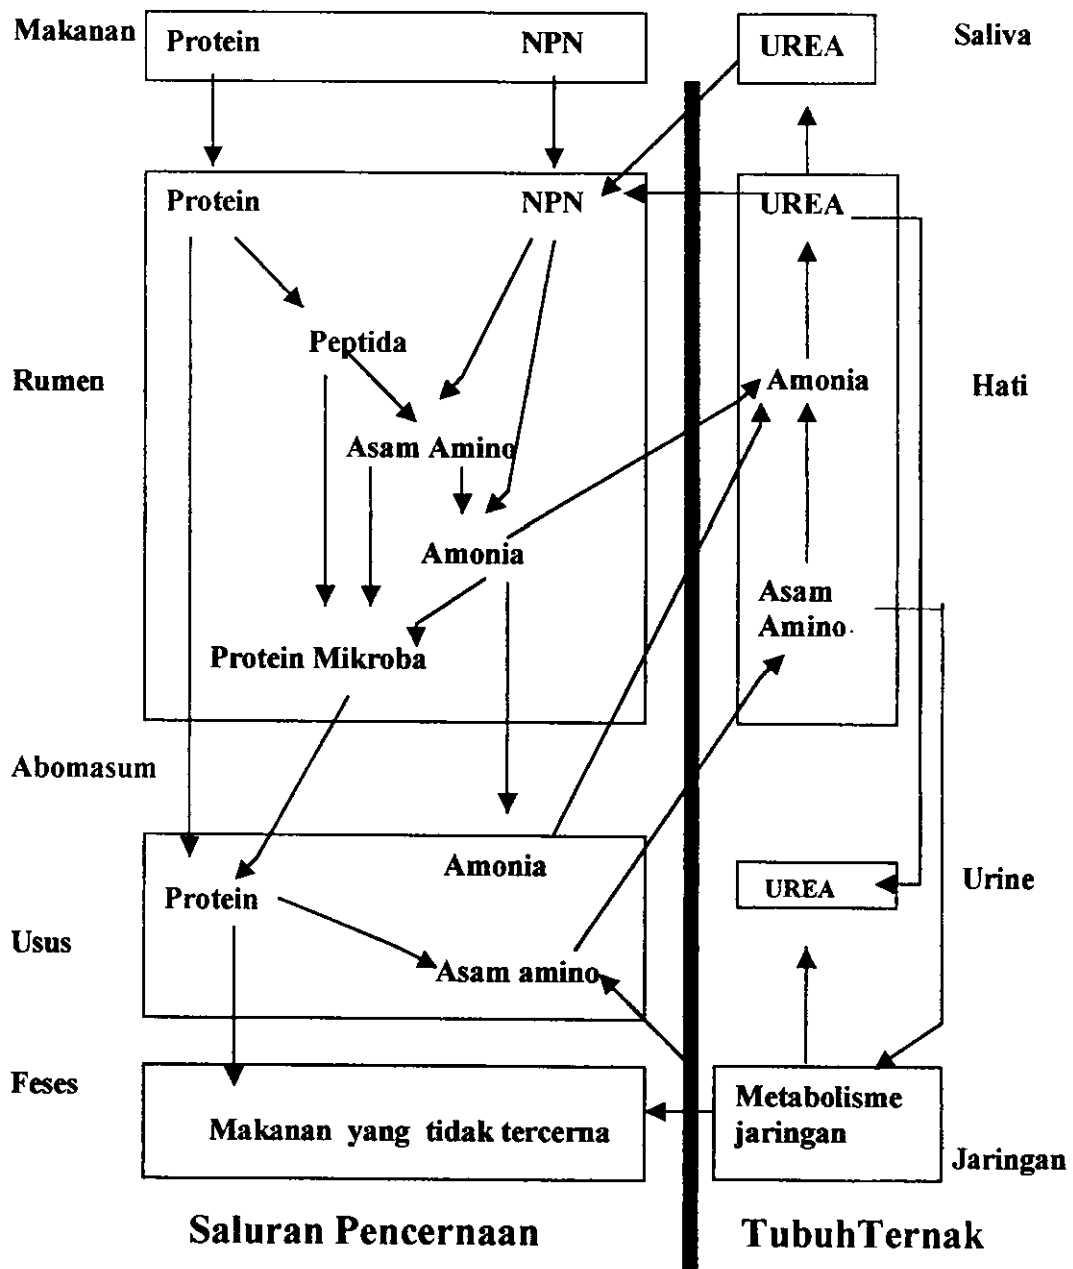 Makanan
Protein
NPN
UREA
Saliva
Protein
NPN
UREA
Peptida
Rumen
Amonia
Hati
Asam Amino
Amonia
Asam
Amino
Protein Mikroba
Abomasum
Amonia
UREA
Urine
Protein
Usus
Asam amino
Feses
Metabolisme
jaringan
Makanan yang tidak tercerna
Jaringan
Saluran Pencernaan
TubuhTernak